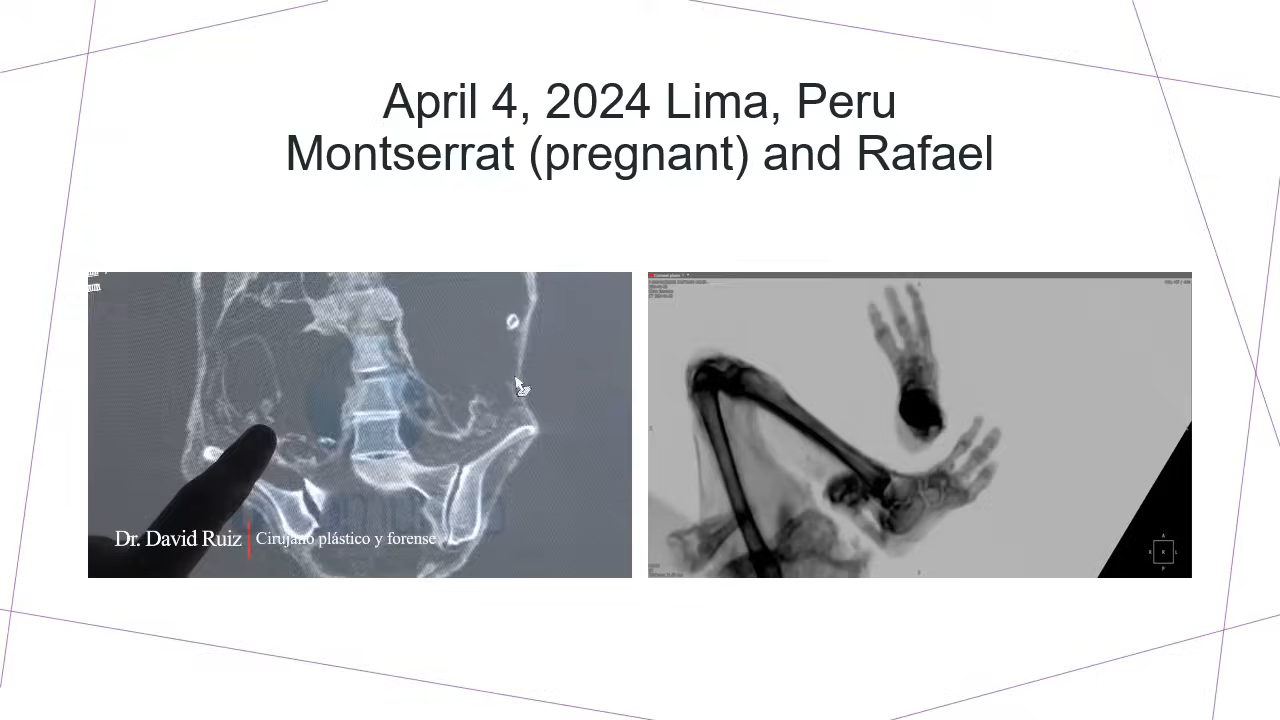 April 4, 2024 Lima, Peru
Montserrat (pregnant) and Rafael
Dr. David Ruiz
Cirujano plástico y forense